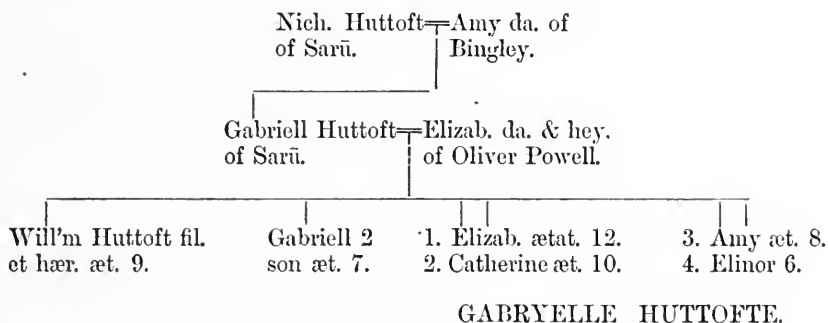 Nich. Huttoft Amy da. of
of Sarū. Bingley.
Gabriell Huttoft Elizab. da. & hey.
of Sarū. of Oliver Powell.
Will'm Huttoft fil. Gabriell 2 1. Elizab. ætat. 12. 3. Amy æt. 8.
et hær. æt. 9. son æt. 7. 2. Catherine æt. 10. 4. Elinor 6.
GABRYELLE HUTTOFTE.